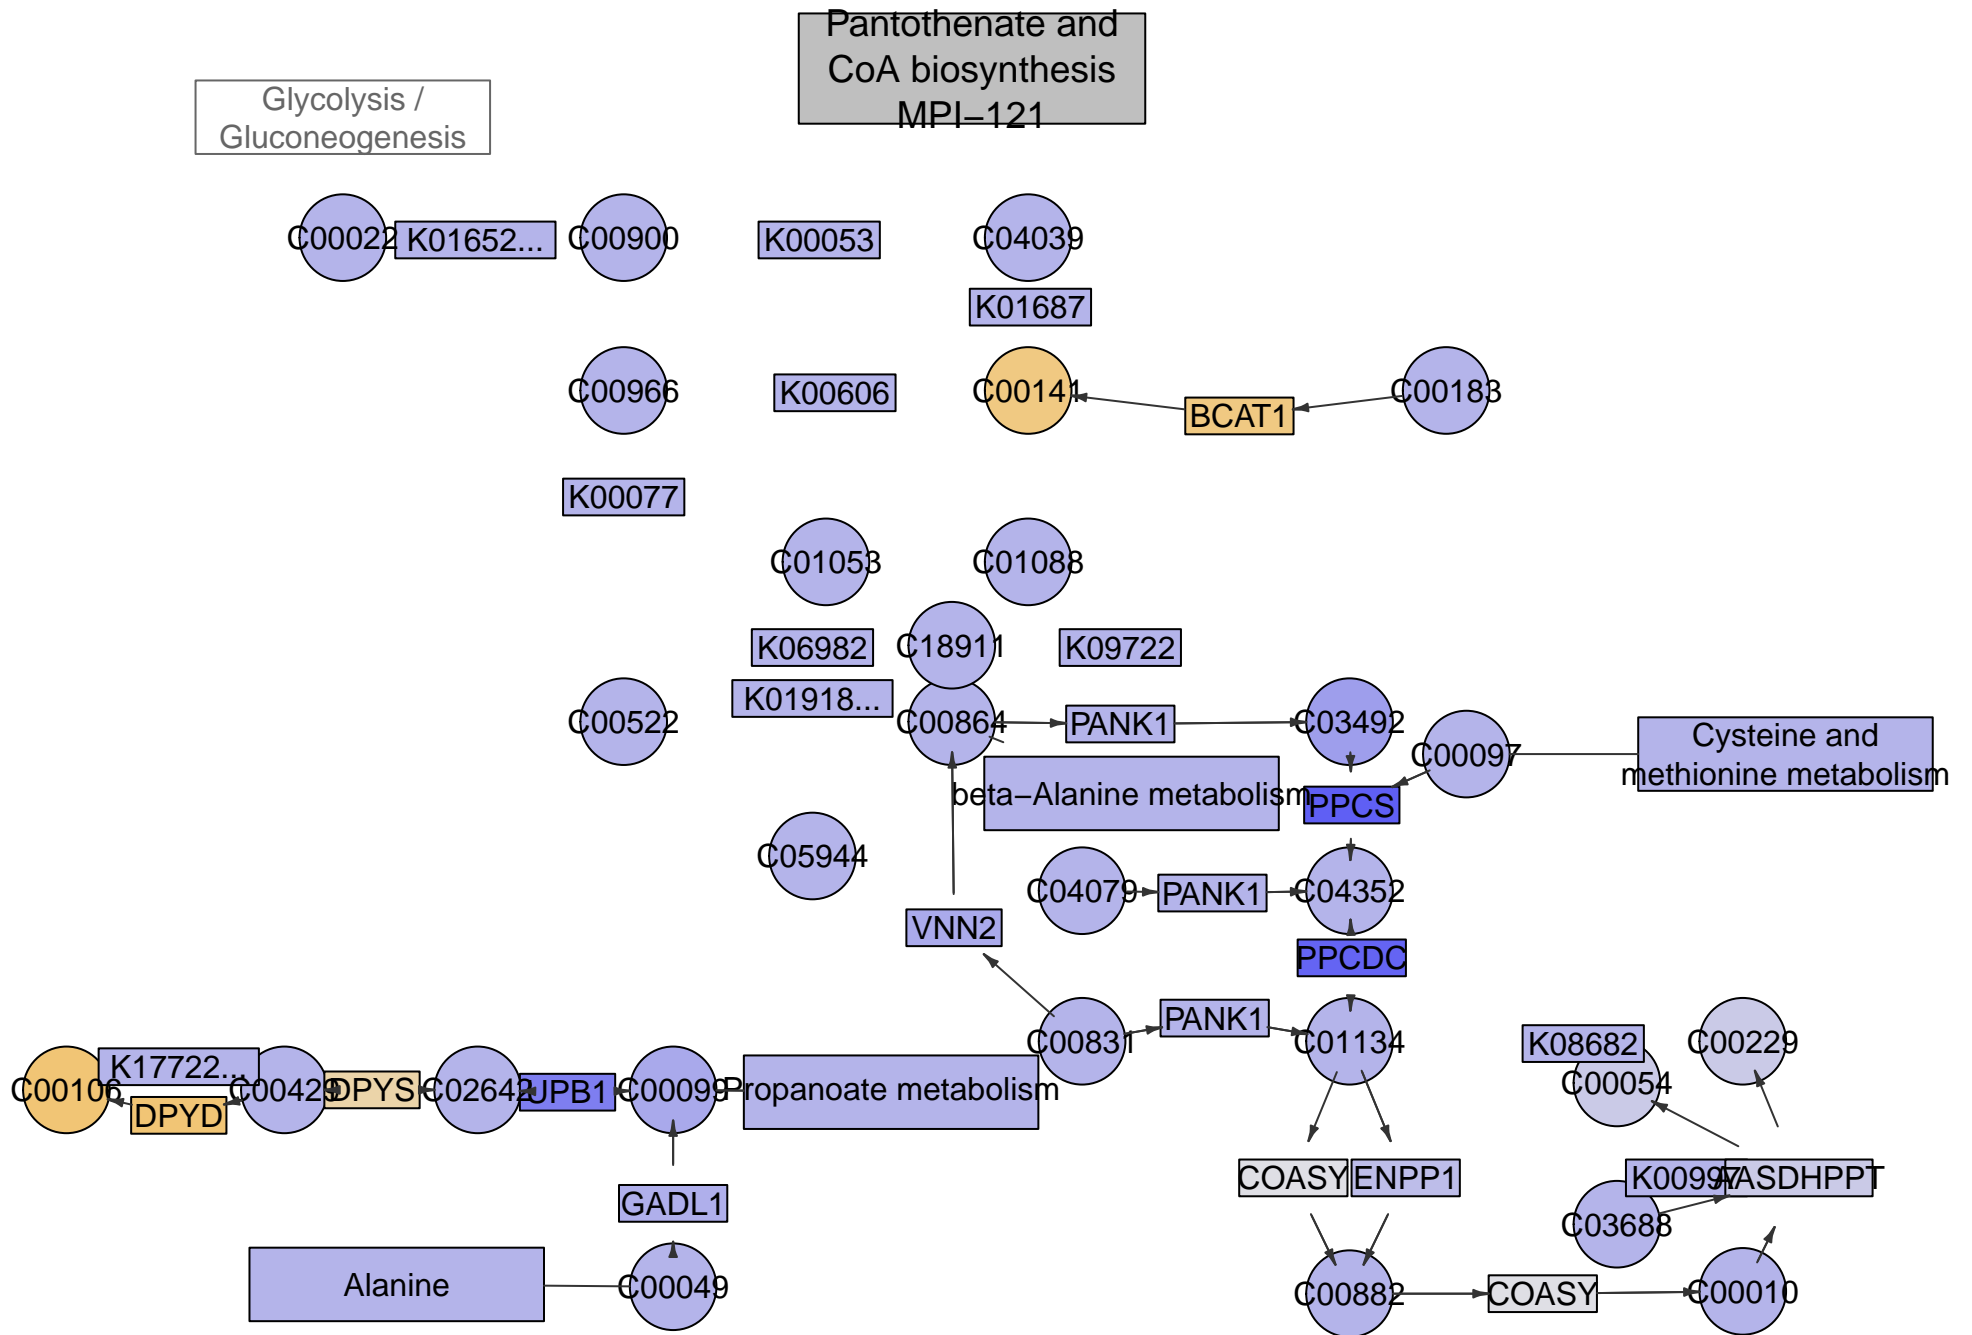 Pantothenate and
CoA biosynthesis
MPI−121
Glycolysis /
Gluconeogenesis
C00022
K01652...
C00900
K00053
C04039
K01687
C00966
K00606
C00141
BCAT1
C00183
K00077
C01053
C01088
K06982
C18911
K09722
K01918...
C00522
C00864
PANK1
C03492
C00097
Cysteine and
methionine metabolism
beta−Alanine metabolism
PPCS
C05944
C04079
PANK1
C04352
VNN2
PPCDC
C00831
PANK1
C01134
K08682
C00229
C00054
C00106
K17722...
DPYD
C00429
DPYS
C02642
UPB1
C00099
Propanoate metabolism
COASY
ENPP1
K00997
AASDHPPT
GADL1
C03688
Alanine
C00049
C00882
COASY
C00010